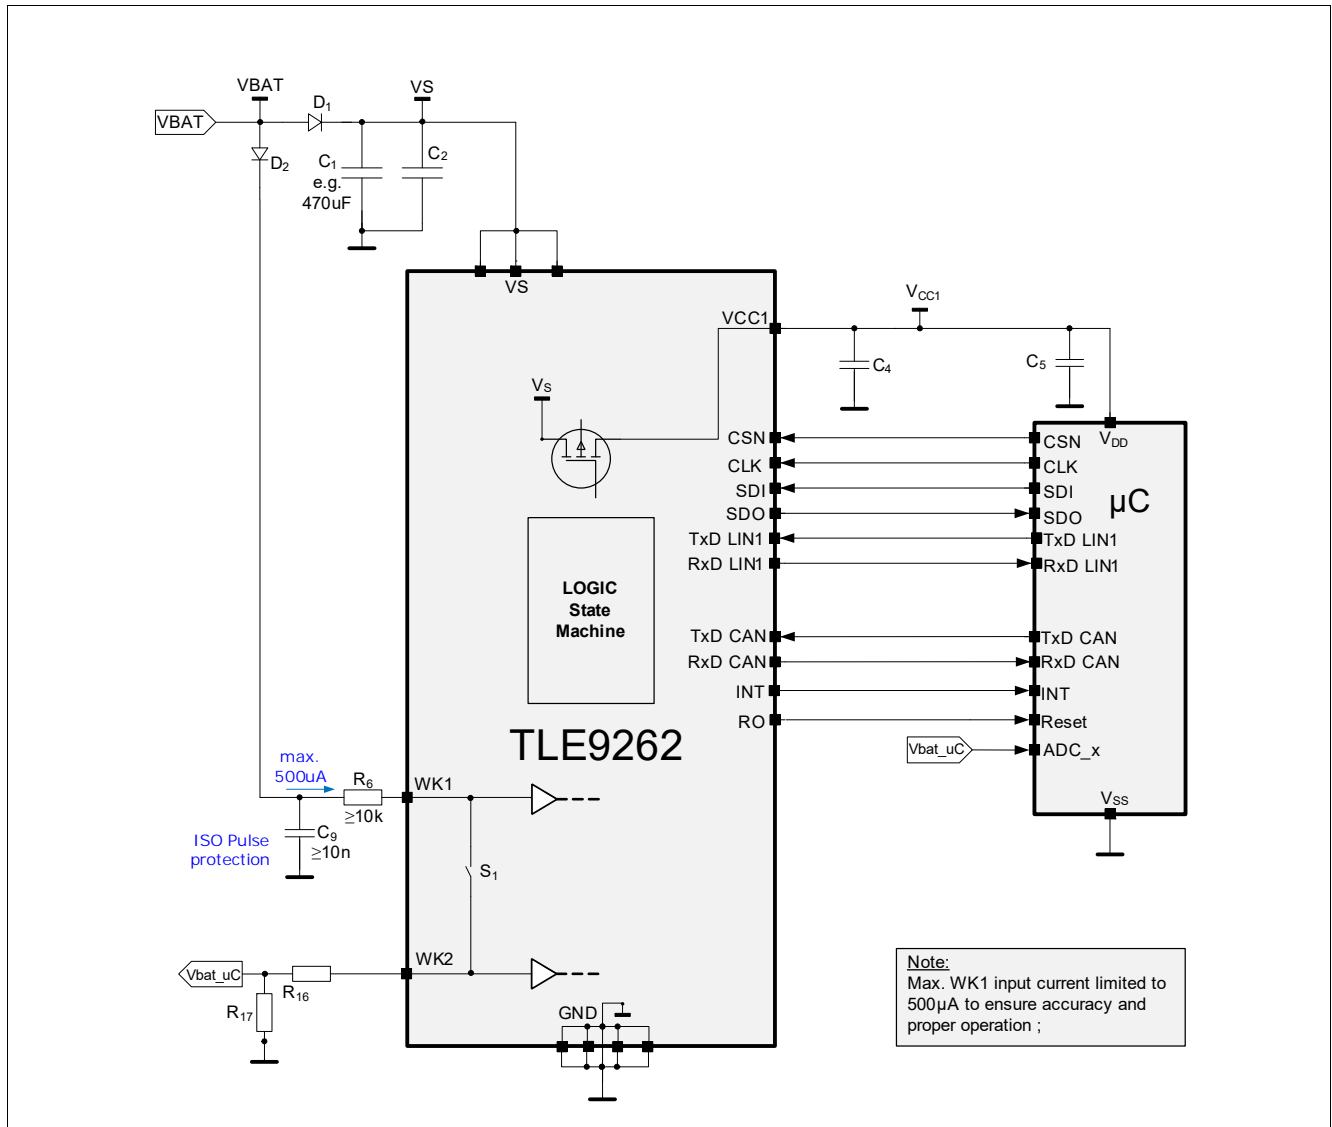 VBAT
VS
VBAT
D1
D2
C1
e.g.
470uF
C2
VS
VCC1
VCC1
C4
C5
VS
VDD
CSN
CLK
SDI
SDO
TxD LIN1
RxD LIN1
TxD CAN
RxD CAN
INT
RO
CSN
CLK
SDI
SDO
TxD LIN1
RxD LIN1
TxD CAN
RxD CAN
INT
Reset
ADC_x
µC
Vbat_uC
VSS
LOGIC
State
Machine
TLE9262
max.
500uA
R6
≥10k
WK1
ISO Pulse
protection
C9
≥10n
S1
WK2
Vbat_uC
R16
R17
GND
Note:
Max. WK1 input current limited to
500µA to ensure accuracy and
proper operation ;